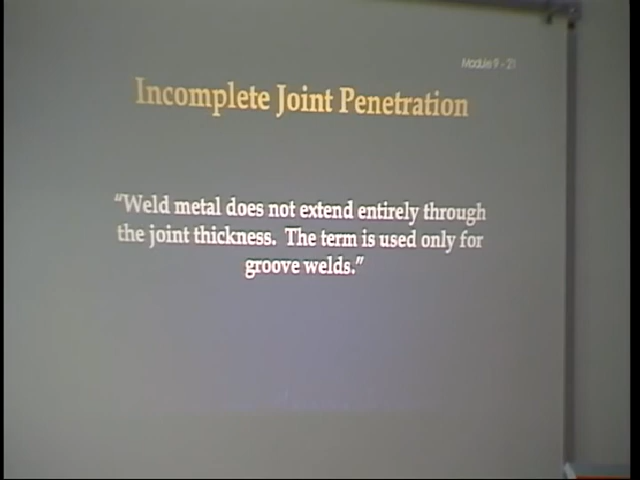 Module 9 - 21
Incomplete Joint Penetration
“Weld metal does not extend entirely through
the joint thickness. The term is used only for
groove welds.”